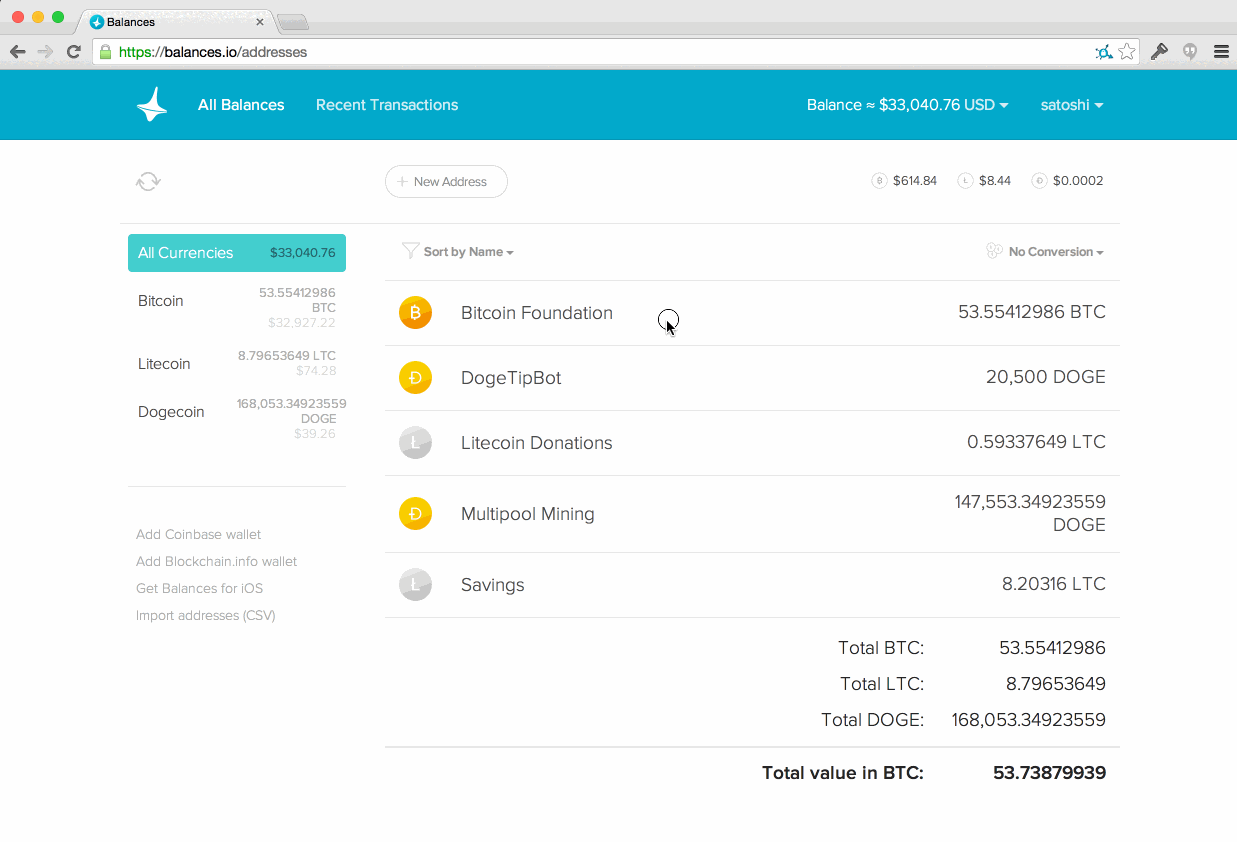 Balances
https://balances.io/addresses
All Balances
Recent Transactions
Balance ≈ $33,040.76 USD
satoshi
New Address
$614.84
$8.44
$0.0002
All Currencies
$33,040.76
Bitcoin
53.55412986
BTC
$32,927.22
Litecoin
8.79653649 LTC
$74.28
Dogecoin
168,053.34923559
DOGE
$39.26
Add Coinbase wallet
Add Blockchain.info wallet
Get Balances for iOS
Import addresses (CSV)
Sort by Name
No Conversion
Bitcoin Foundation
53.55412986 BTC
DogeTipBot
20,500 DOGE
Litecoin Donations
0.59337649 LTC
Multipool Mining
147,553.34923559
DOGE
Savings
8.20316 LTC
Total BTC:
53.55412986
Total LTC:
8.79653649
Total DOGE:
168,053.34923559
Total value in BTC:
53.73879939